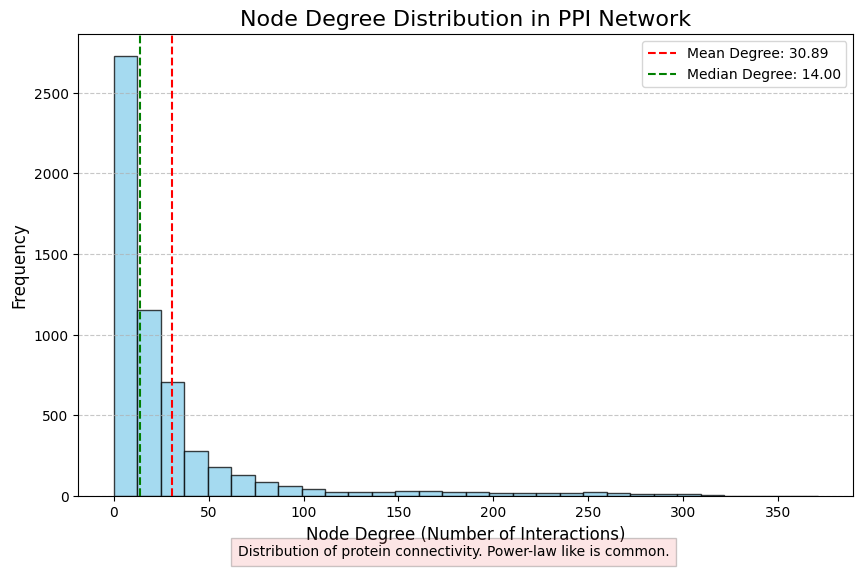 Node Degree Distribution in PPI Network
Mean Degree: 30.89
Median Degree: 14.00
Frequency
2500
2000
1500
1000
500
0
0 50 100 150 200 250 300 350
Node Degree (Number of Interactions)
Distribution of protein connectivity. Power-law like is common.